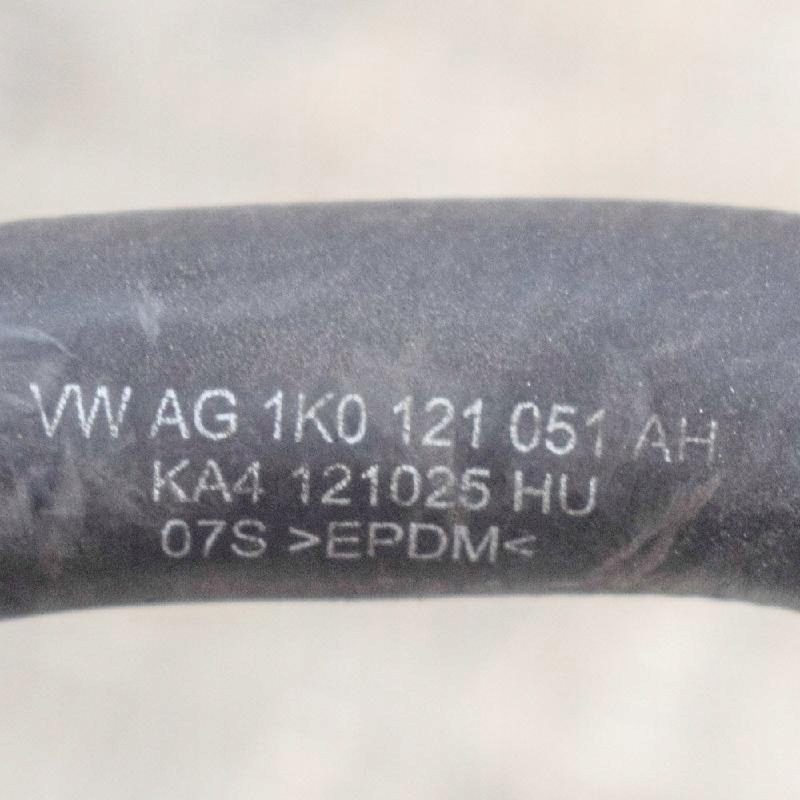 VW AG 1K0 121 051 AH
KA4 121025 HU
07S >EPDM<